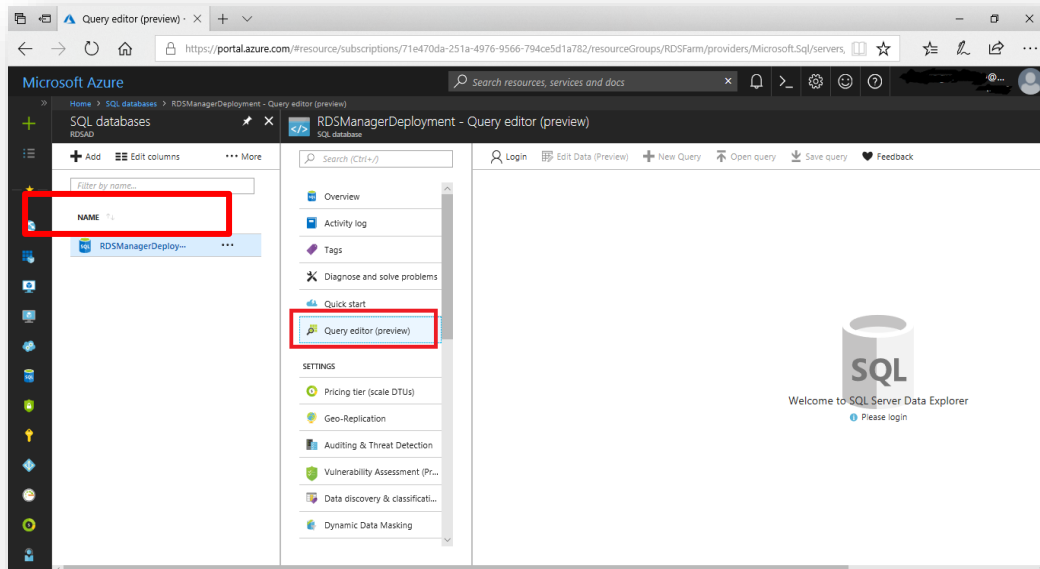 Query editor (preview) ·
https://portal.azure.com/#resource/subscriptions/71e470da-251a-4976-9566-794ce5d1a782/resourceGroups/RDSFarm/providers/Microsoft.Sql/servers,
Microsoft Azure
Search resources, services and docs
Home > SQL databases > RDSManagerDeployment - Query editor (preview)
SQL databases
RDSAD
RDSManagerDeployment - Query editor (preview)
SQL database
Add
Edit columns
More
Search (Ctrl+/)
Login
Edit Data (Preview)
New Query
Open query
Save query
Feedback
Filter by name...
NAME
RDSManagerDeploy...
Overview
Activity log
Tags
Diagnose and solve problems
Quick start
Query editor (preview)
SETTINGS
Pricing tier (scale DTUs)
Geo-Replication
Auditing & Threat Detection
Vulnerability Assessment (Pr...
Data discovery & classificati...
Dynamic Data Masking
SQL
Welcome to SQL Server Data Explorer
Please login